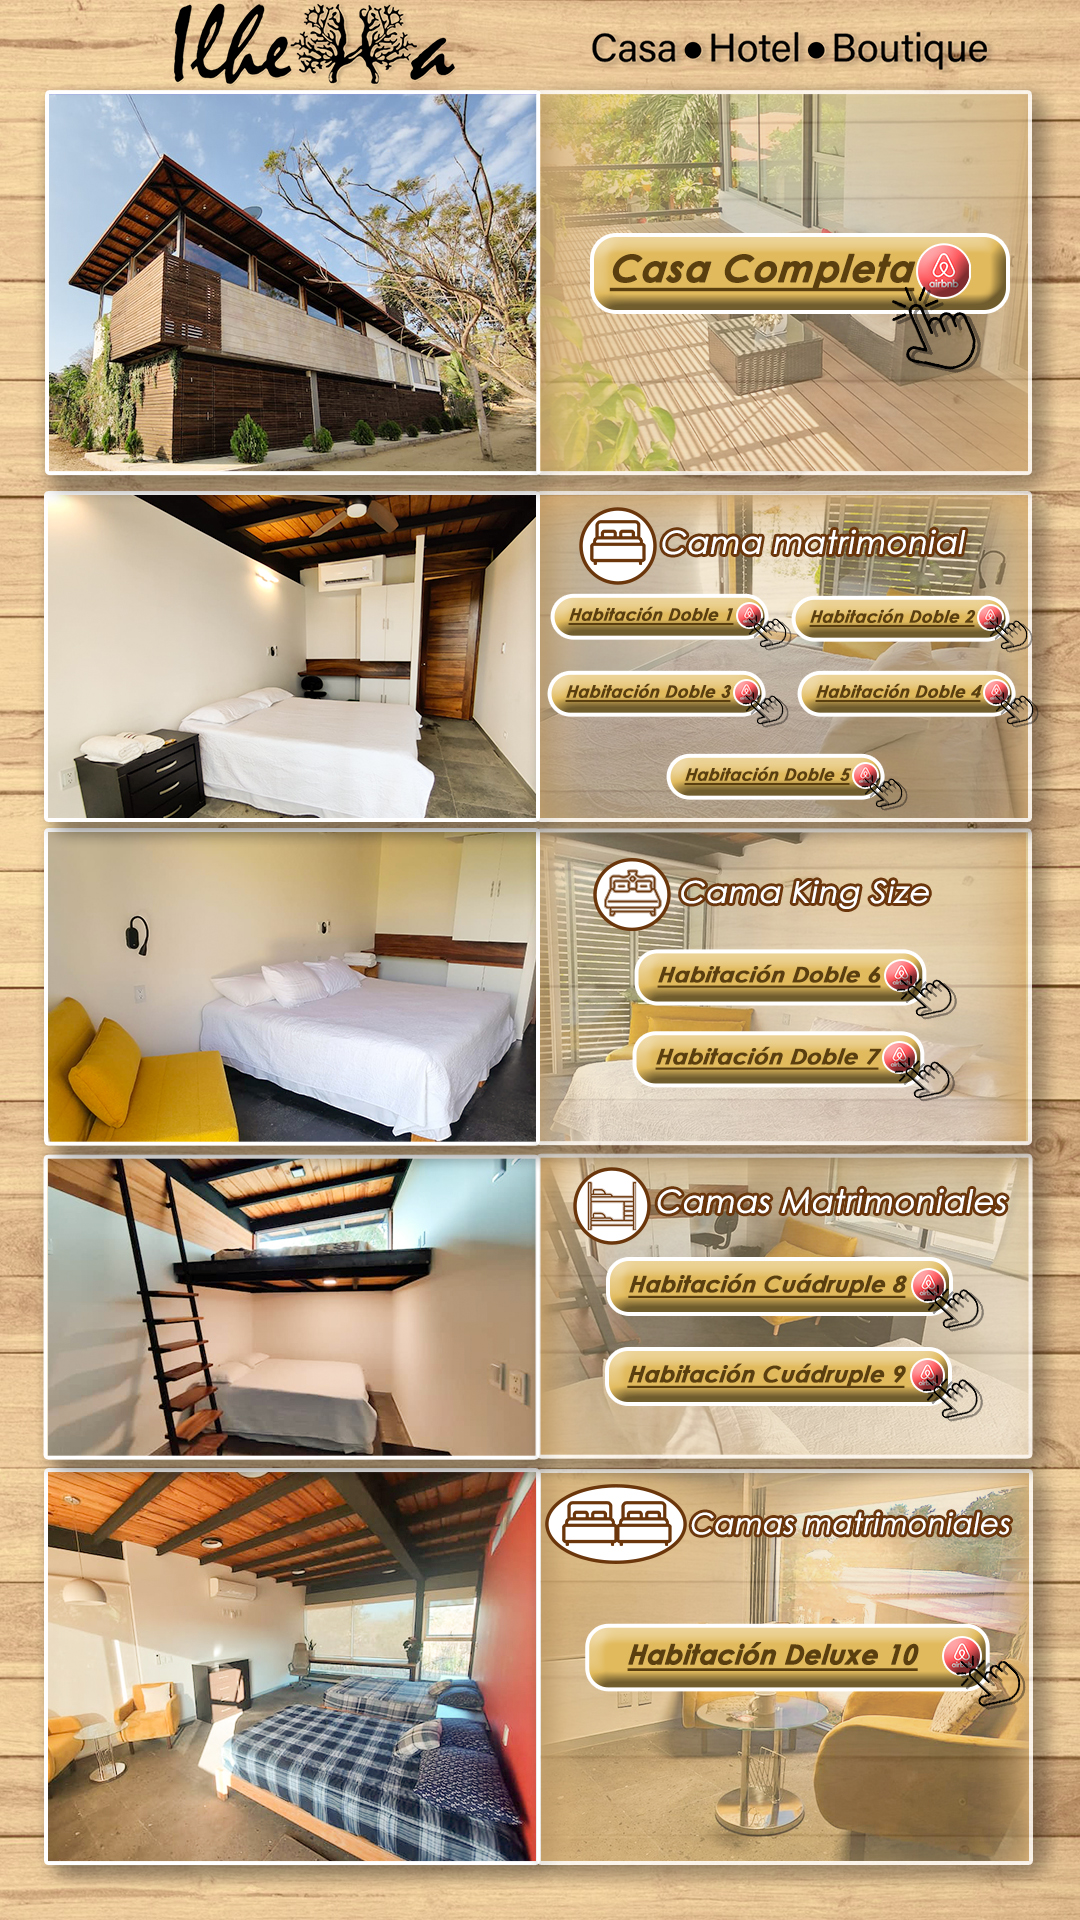 Ilhe a
Casa●Hotel●Boutique
Casa Completa
airbnb
Cama matrimonial
Habitación Doble 1
Habitación Doble 2
Habitación Doble 3
Habitación Doble 4
Habitación Doble 5
Cama King Size
Habitación Doble 6
Habitación Doble 7
Camas Matrimoniales
Habitación Cuádruple 8
Habitación Cuádruple 9
Camas matrimoniales
Habitación Deluxe 10